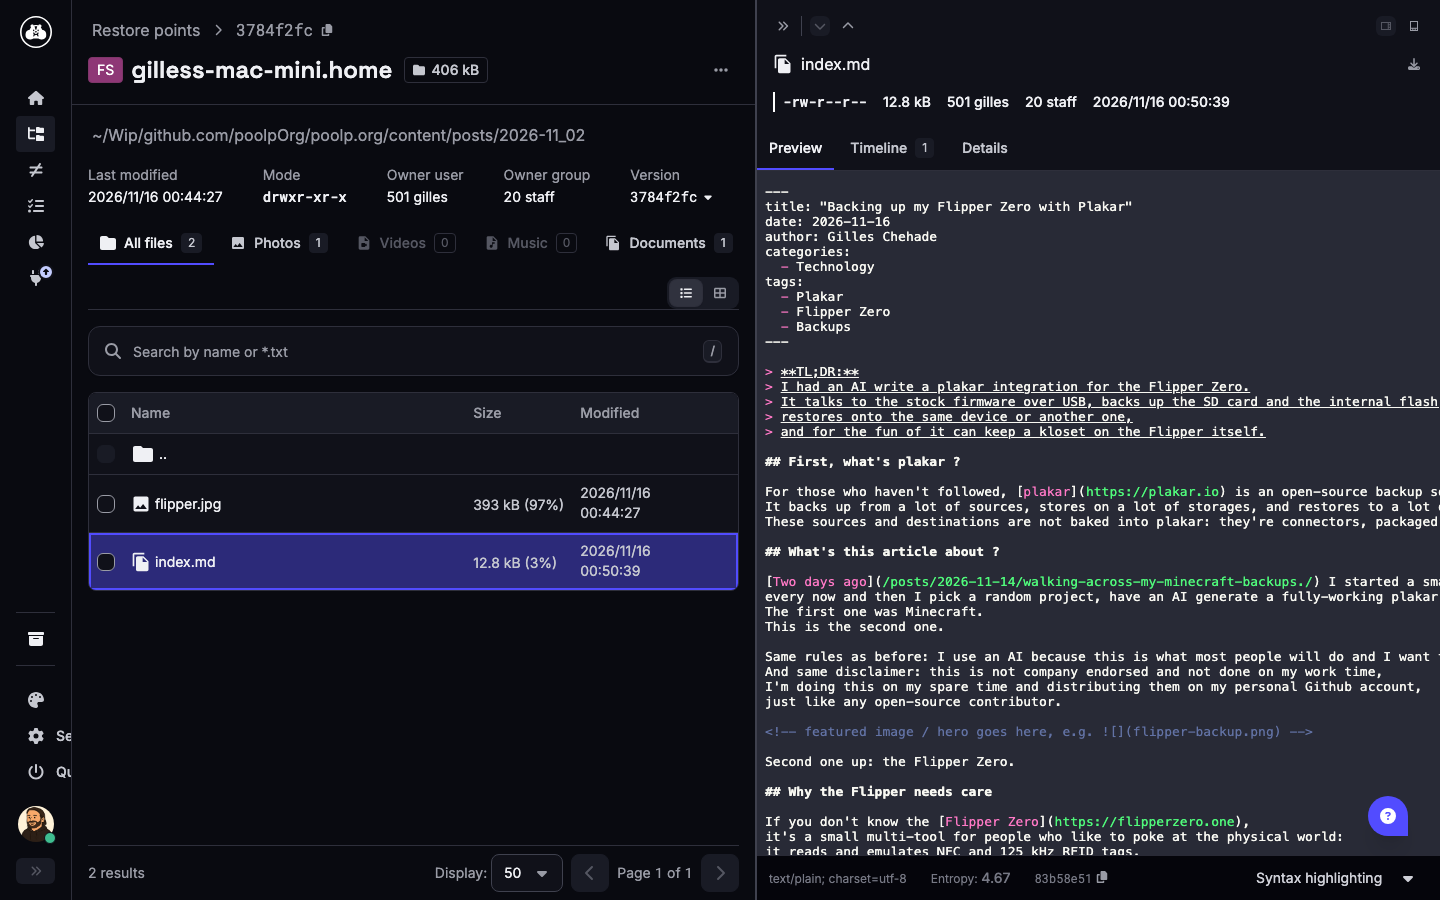 Restore points > 3784f2fc
FS gilless-mac-mini.home 406 kB
~/Wip/github.com/poolpOrg/poolp.org/content/posts/2026-11_02
Last modified Mode Owner user Owner group Version
2026/11/16 00:44:27 drwxr-xr-x 501 gilles 20 staff 3784f2fc
All files 2 Photos 1 Videos 0 Music 0 Documents 1
Search by name or *.txt /
Name Size Modified
..
flipper.jpg 393 kB (97%) 2026/11/16 00:44:27
index.md 12.8 kB (3%) 2026/11/16 00:50:39
Se
Qu
2 results Display: 50 Page 1 of 1
index.md
-rw-r--r-- 12.8 kB 501 gilles 20 staff 2026/11/16 00:50:39
Preview Timeline 1 Details
---
title: "Backing up my Flipper Zero with Plakar"
date: 2026-11-16
author: Gilles Chehade
categories:
- Technology
tags:
- Plakar
- Flipper Zero
- Backups
---
> **TL;DR:**
> I had an AI write a plakar integration for the Flipper Zero.
> It talks to the stock firmware over USB, backs up the SD card and the internal flash
> restores onto the same device or another one,
> and for the fun of it can keep a kloset on the Flipper itself.
## First, what's plakar ?
For those who haven't followed, [plakar](https://plakar.io) is an open-source backup s
It backs up from a lot of sources, stores on a lot of storages, and restores to a lot
These sources and destinations are not baked into plakar: they're connectors, packaged
## What's this article about ?
[Two days ago](/posts/2026-11-14/walking-across-my-minecraft-backups./) I started a sm
every now and then I pick a random project, have an AI generate a fully-working plakar
The first one was Minecraft.
This is the second one.
Same rules as before: I use an AI because this is what most people will do and I want
And same disclaimer: this is not company endorsed and not done on my work time,
I'm doing this on my spare time and distributing them on my personal Github account,
just like any open-source contributor.
<!-- featured image / hero goes here, e.g. ![](flipper-backup.png) -->
Second one up: the Flipper Zero.
## Why the Flipper needs care
If you don't know the [Flipper Zero](https://flipperzero.one),
it's a small multi-tool for people who like to poke at the physical world:
it reads and emulates NFC and 125 kHz RFID tags,
text/plain; charset=utf-8 Entropy: 4.67 83b58e51 Syntax highlighting